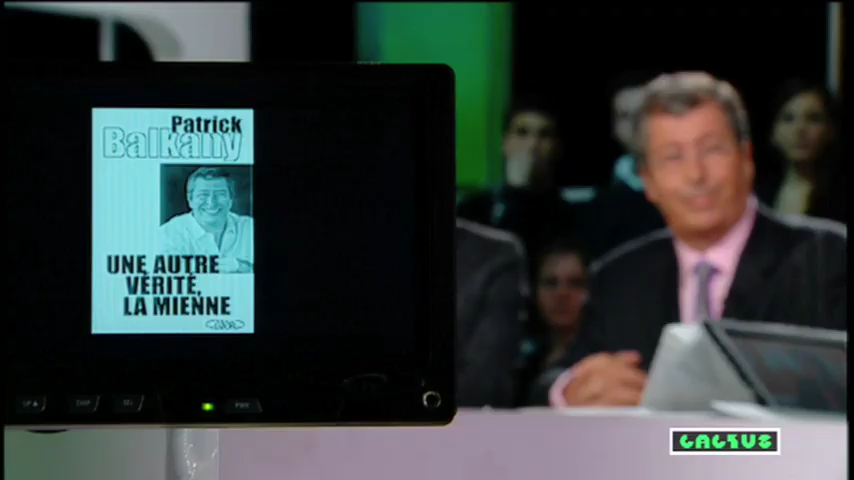 Patrick
Balkany
UNE AUTRE
VÉRITÉ,
LA MIENNE
CACTUS